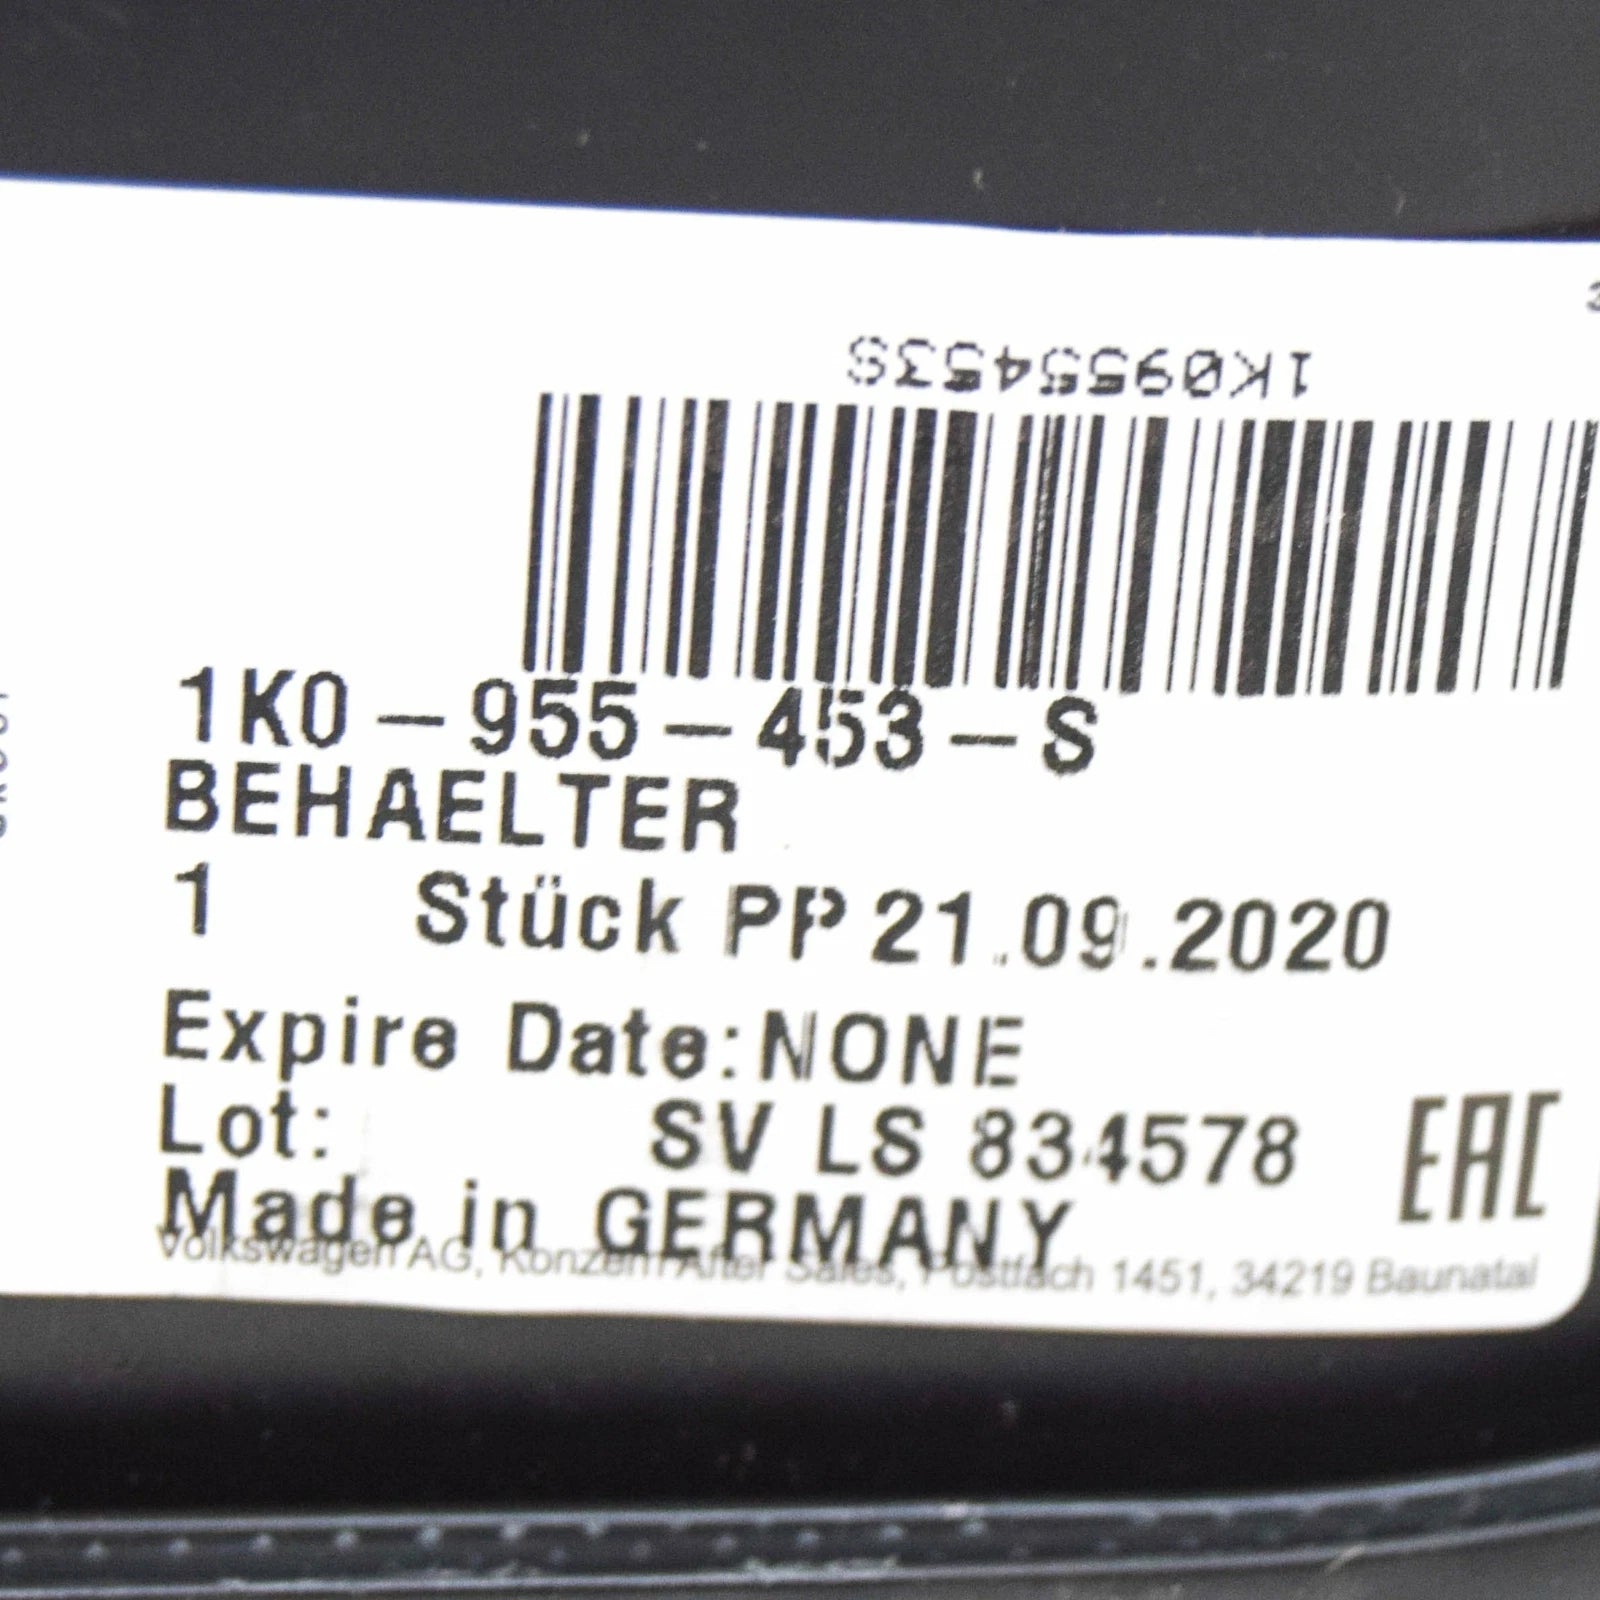 1K0955453S
1K0-955-453-S
BEHAELTER
1 Stück PP 21.09.2020
Expire Date:NONE
Lot: SV LS 834578
EAC
Made in GERMANY
Volkswagen AG, Konzern After Sales, Postfach 1451, 34219 Baunatal